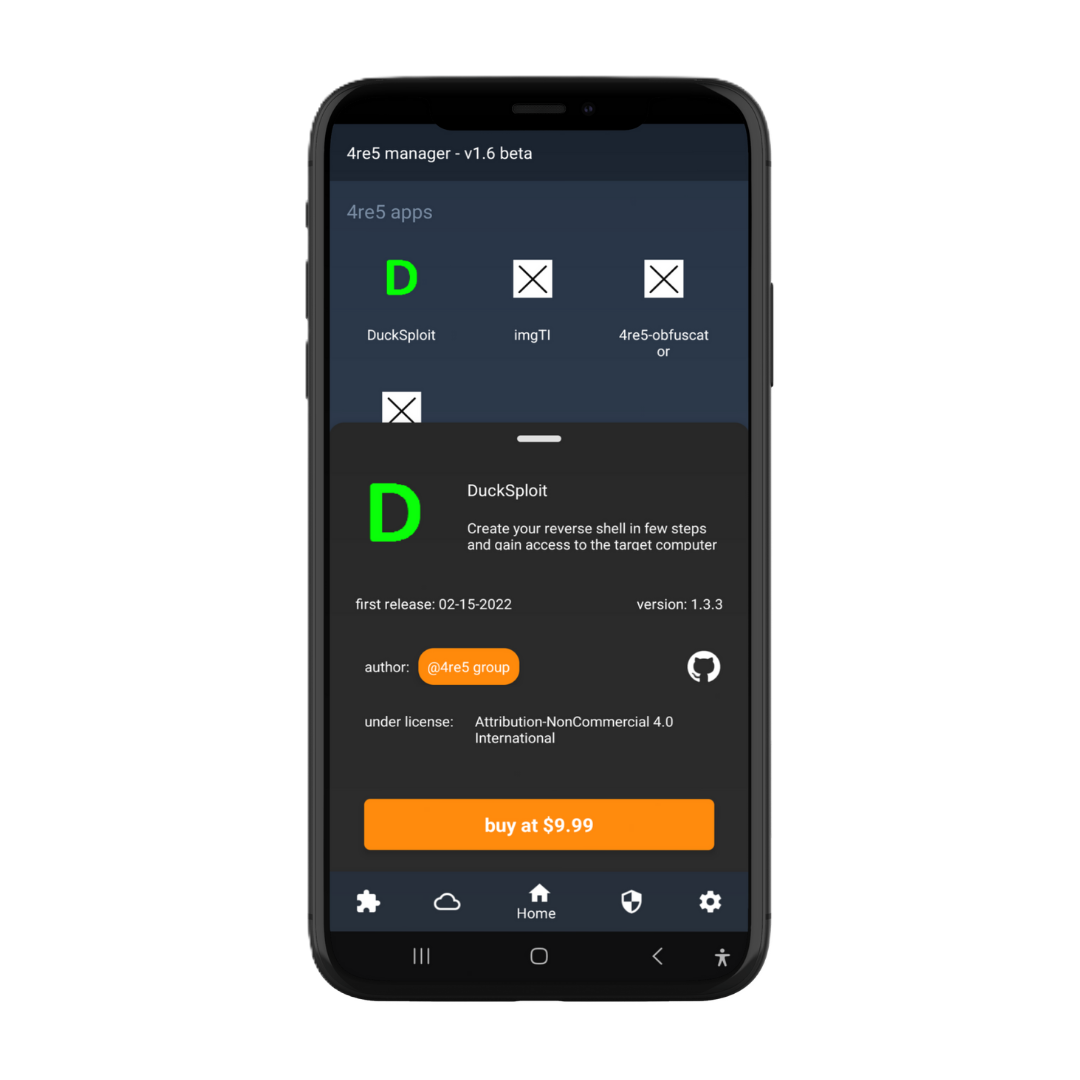 4re5 manager - v1.6 beta
4re5 apps
D
DuckSploit
imgTI
4re5-obfuscat
or
D
DuckSploit
Create your reverse shell in few steps
and gain access to the target computer
first release: 02-15-2022
version: 1.3.3
author:
@4re5 group
under license:
Attribution-NonCommercial 4.0
International
buy at $9.99
Home